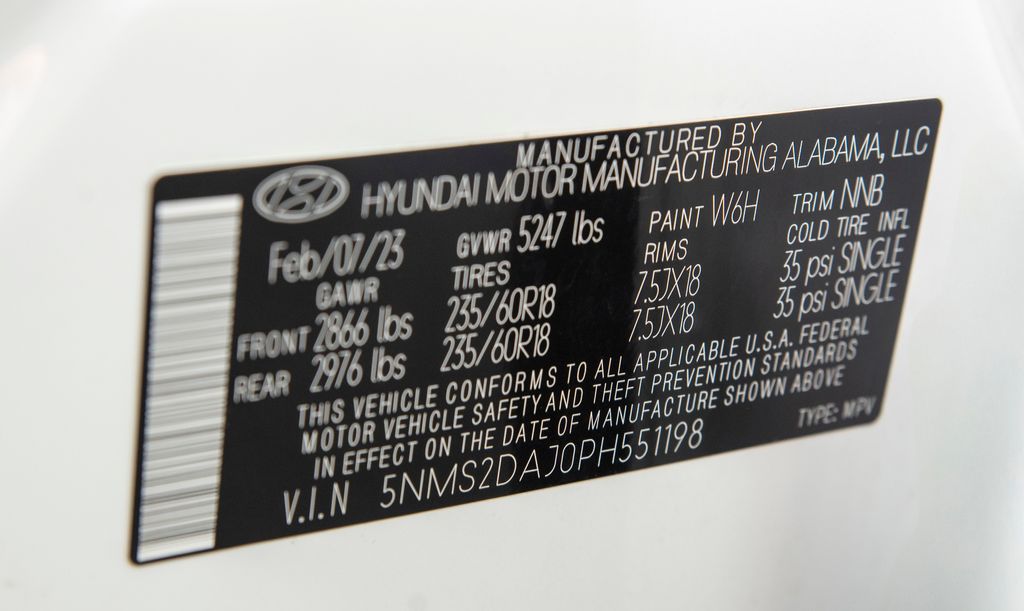 MANUFACTURED BY
HYUNDAI MOTOR MANUFACTURING ALABAMA, LLC
Feb/07/23 GVWR 5247 lbs PAINT W6H TRIM NNB
GAWR TIRES RIMS COLD TIRE INFL
FRONT 2866 lbs 235/60R18 7.5JX18 35 psi SINGLE
REAR 2976 lbs 235/60R18 7.5JX18 35 psi SINGLE
THIS VEHICLE CONFORMS TO ALL APPLICABLE U.S.A. FEDERAL
MOTOR VEHICLE SAFETY AND THEFT PREVENTION STANDARDS
IN EFFECT ON THE DATE OF MANUFACTURE SHOWN ABOVE
V.I.N 5NMS2DAJ0PH551198 TYPE: MPV